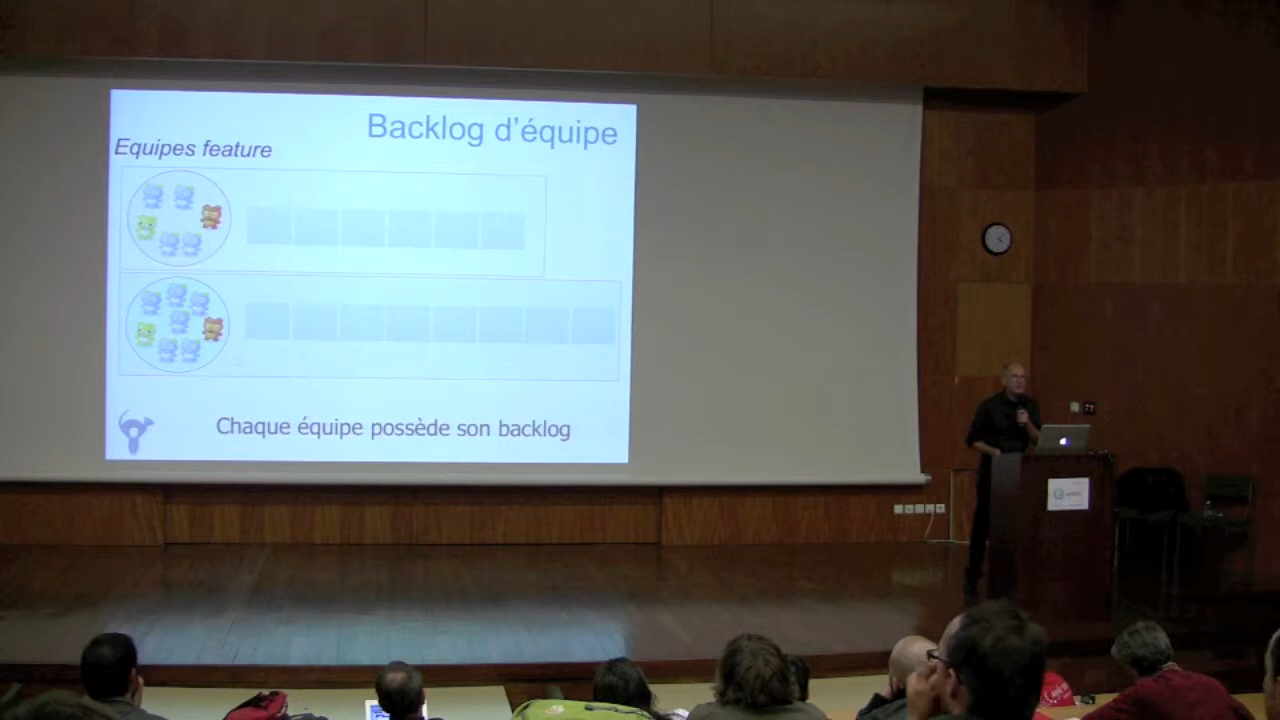 Backlog d'équipe
Equipes feature
Chaque équipe possède son backlog